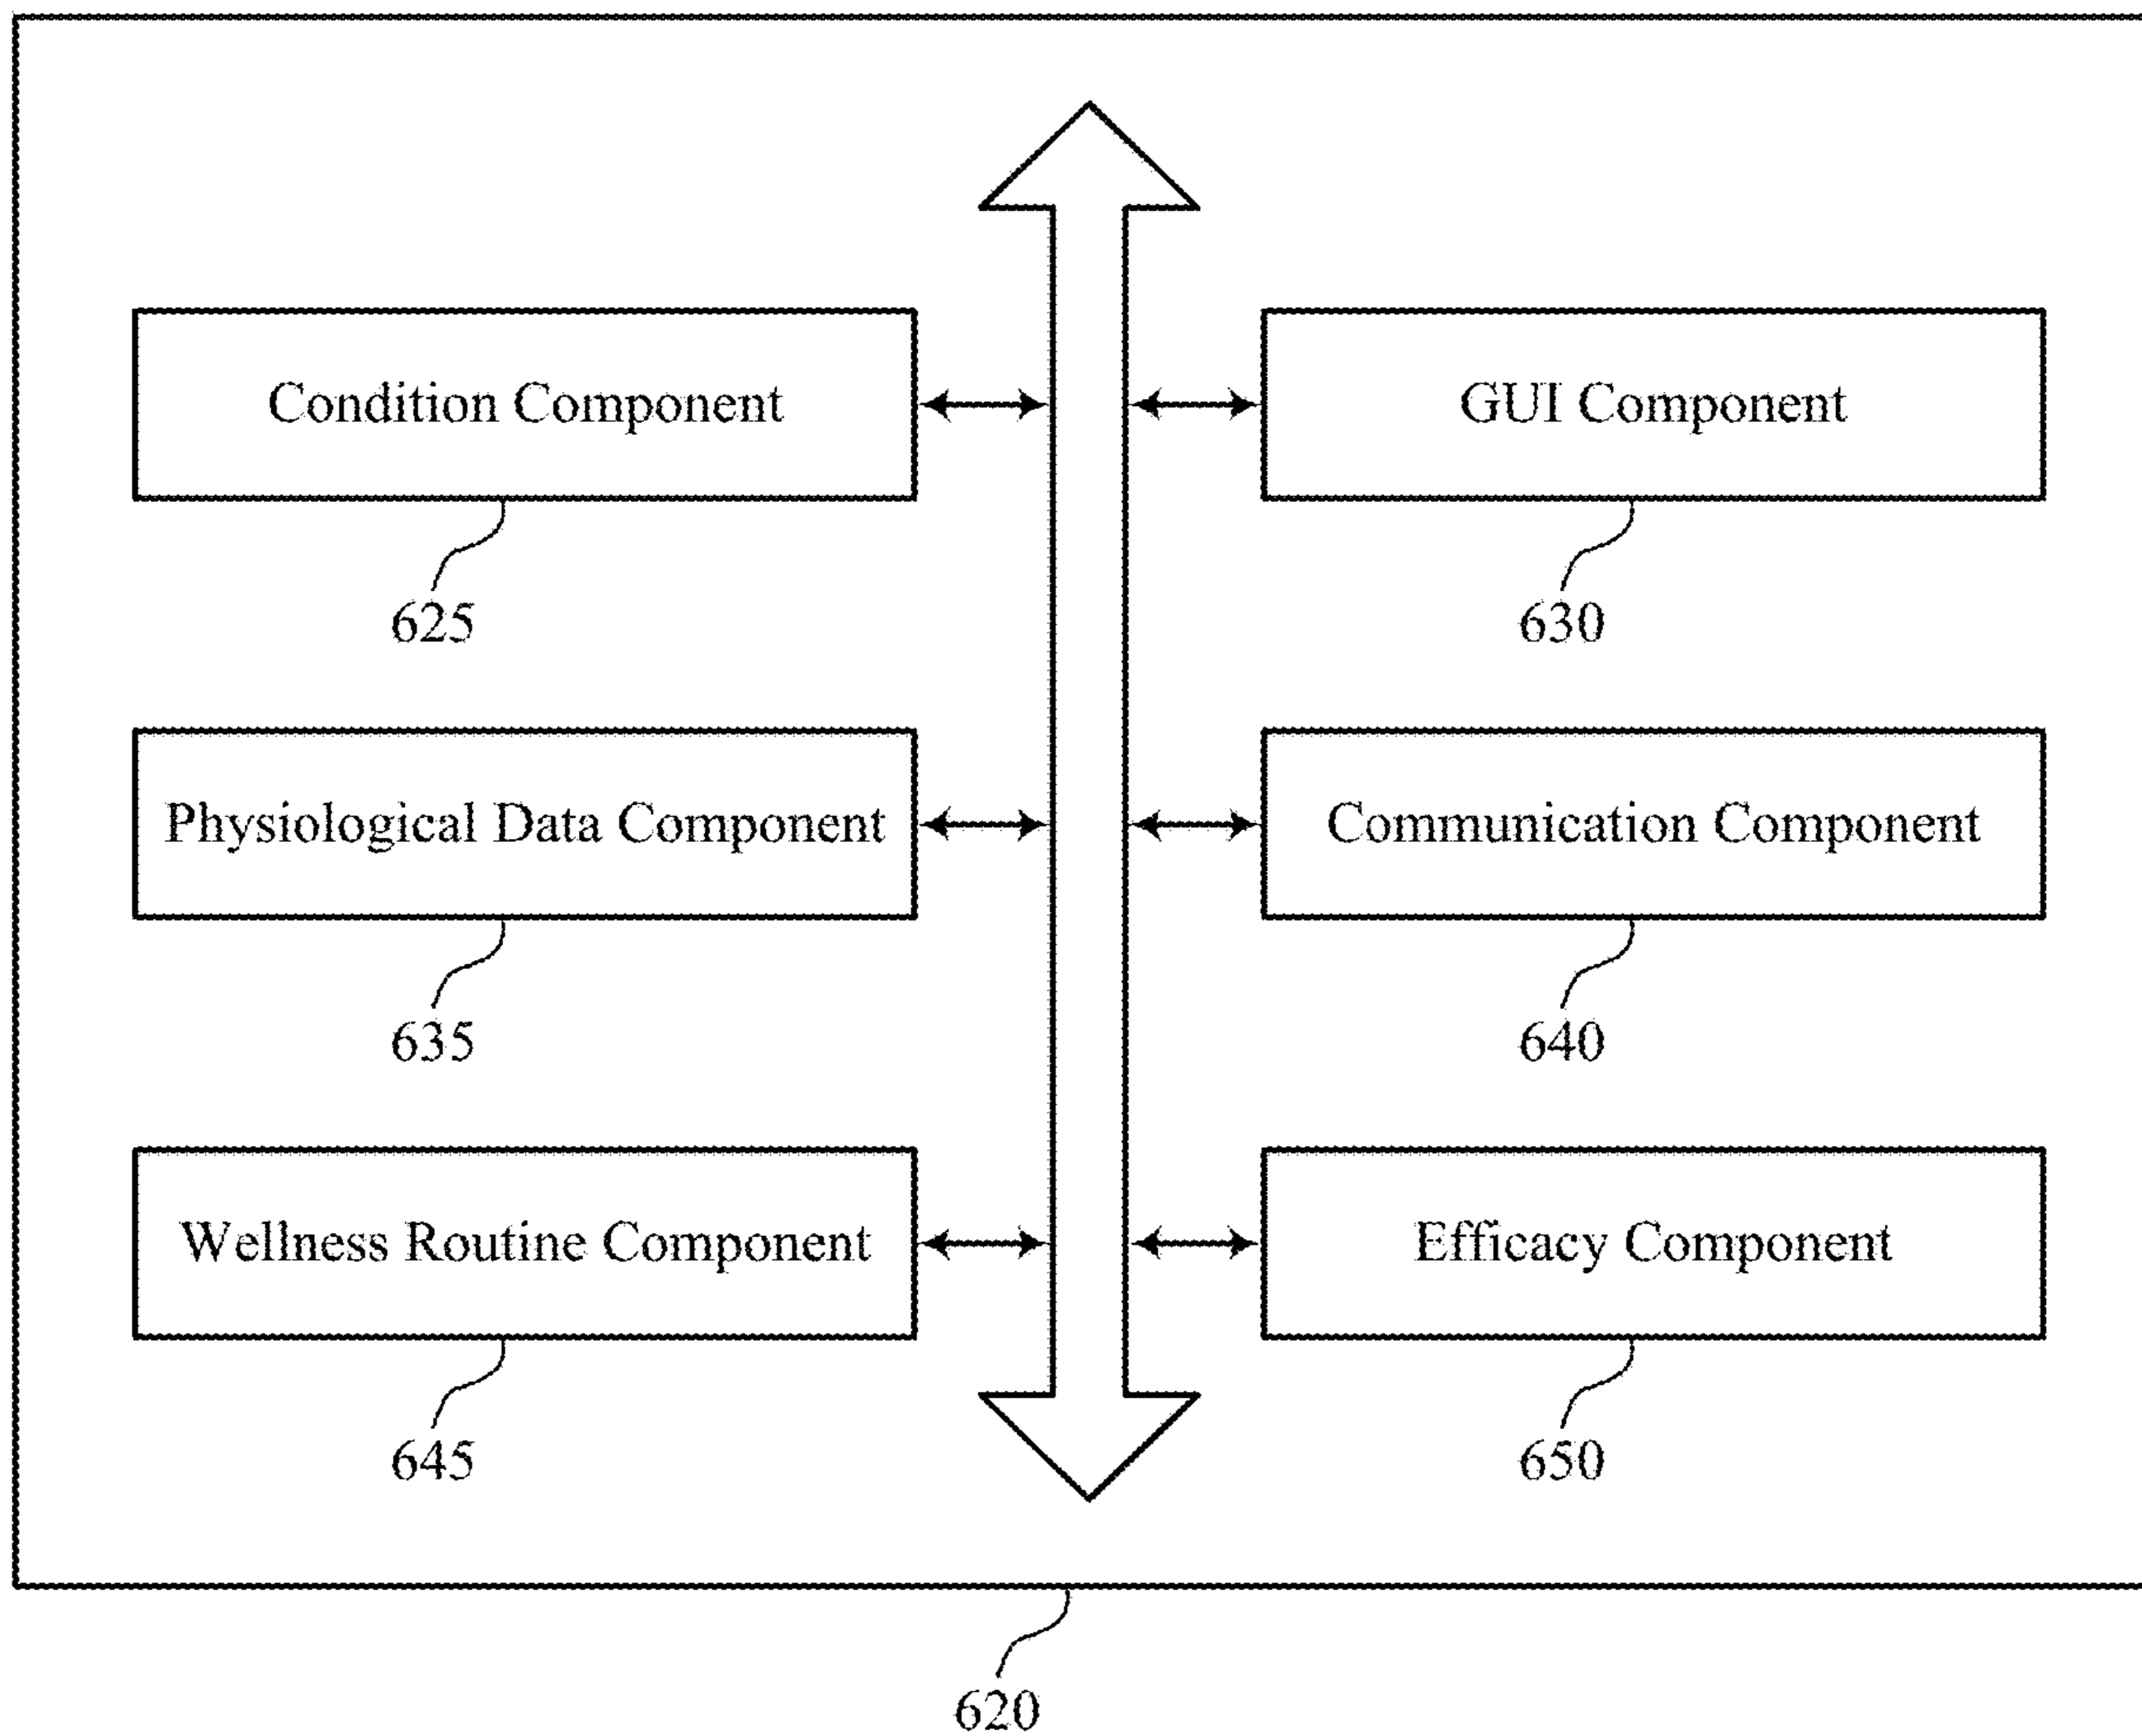 Condition Component
GUI Component
625
630
Physiological Data Component
Communication Component
635
640
Wellness Routine Component
Efficacy Component
645
650
620